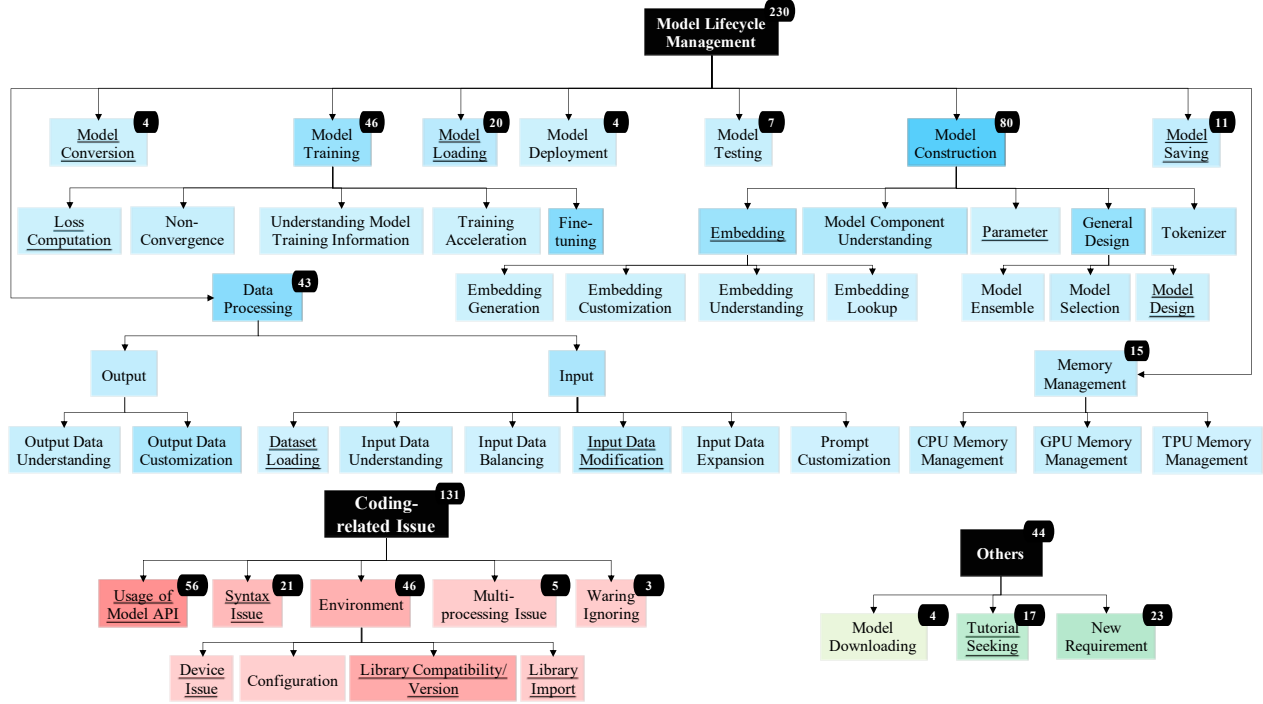 230
Model Lifecycle
Management
4
Model
Conversion
46
Model
Training
20
Model
Loading
4
Model
Deployment
7
Model
Testing
80
Model
Construction
11
Model
Saving
Loss
Computation
Non-
Convergence
Understanding Model
Training Information
Training
Acceleration
Fine-
tuning
Embedding
Model Component
Understanding
Parameter
General
Design
Tokenizer
43
Data
Processing
Embedding
Generation
Embedding
Customization
Embedding
Understanding
Embedding
Lookup
Model
Ensemble
Model
Selection
Model
Design
Output
Input
15
Memory
Management
Output Data
Understanding
Output Data
Customization
Dataset
Loading
Input Data
Understanding
Input Data
Balancing
Input Data
Modification
Input Data
Expansion
Prompt
Customization
CPU Memory
Management
GPU Memory
Management
TPU Memory
Management
131
Coding-
related Issue
44
Others
56
Usage of
Model API
21
Syntax
Issue
46
Environment
5
Multi-
processing Issue
3
Waring
Ignoring
4
Model
Downloading
17
Tutorial
Seeking
23
New
Requirement
Device
Issue
Configuration
Library Compatibility/
Version
Library
Import